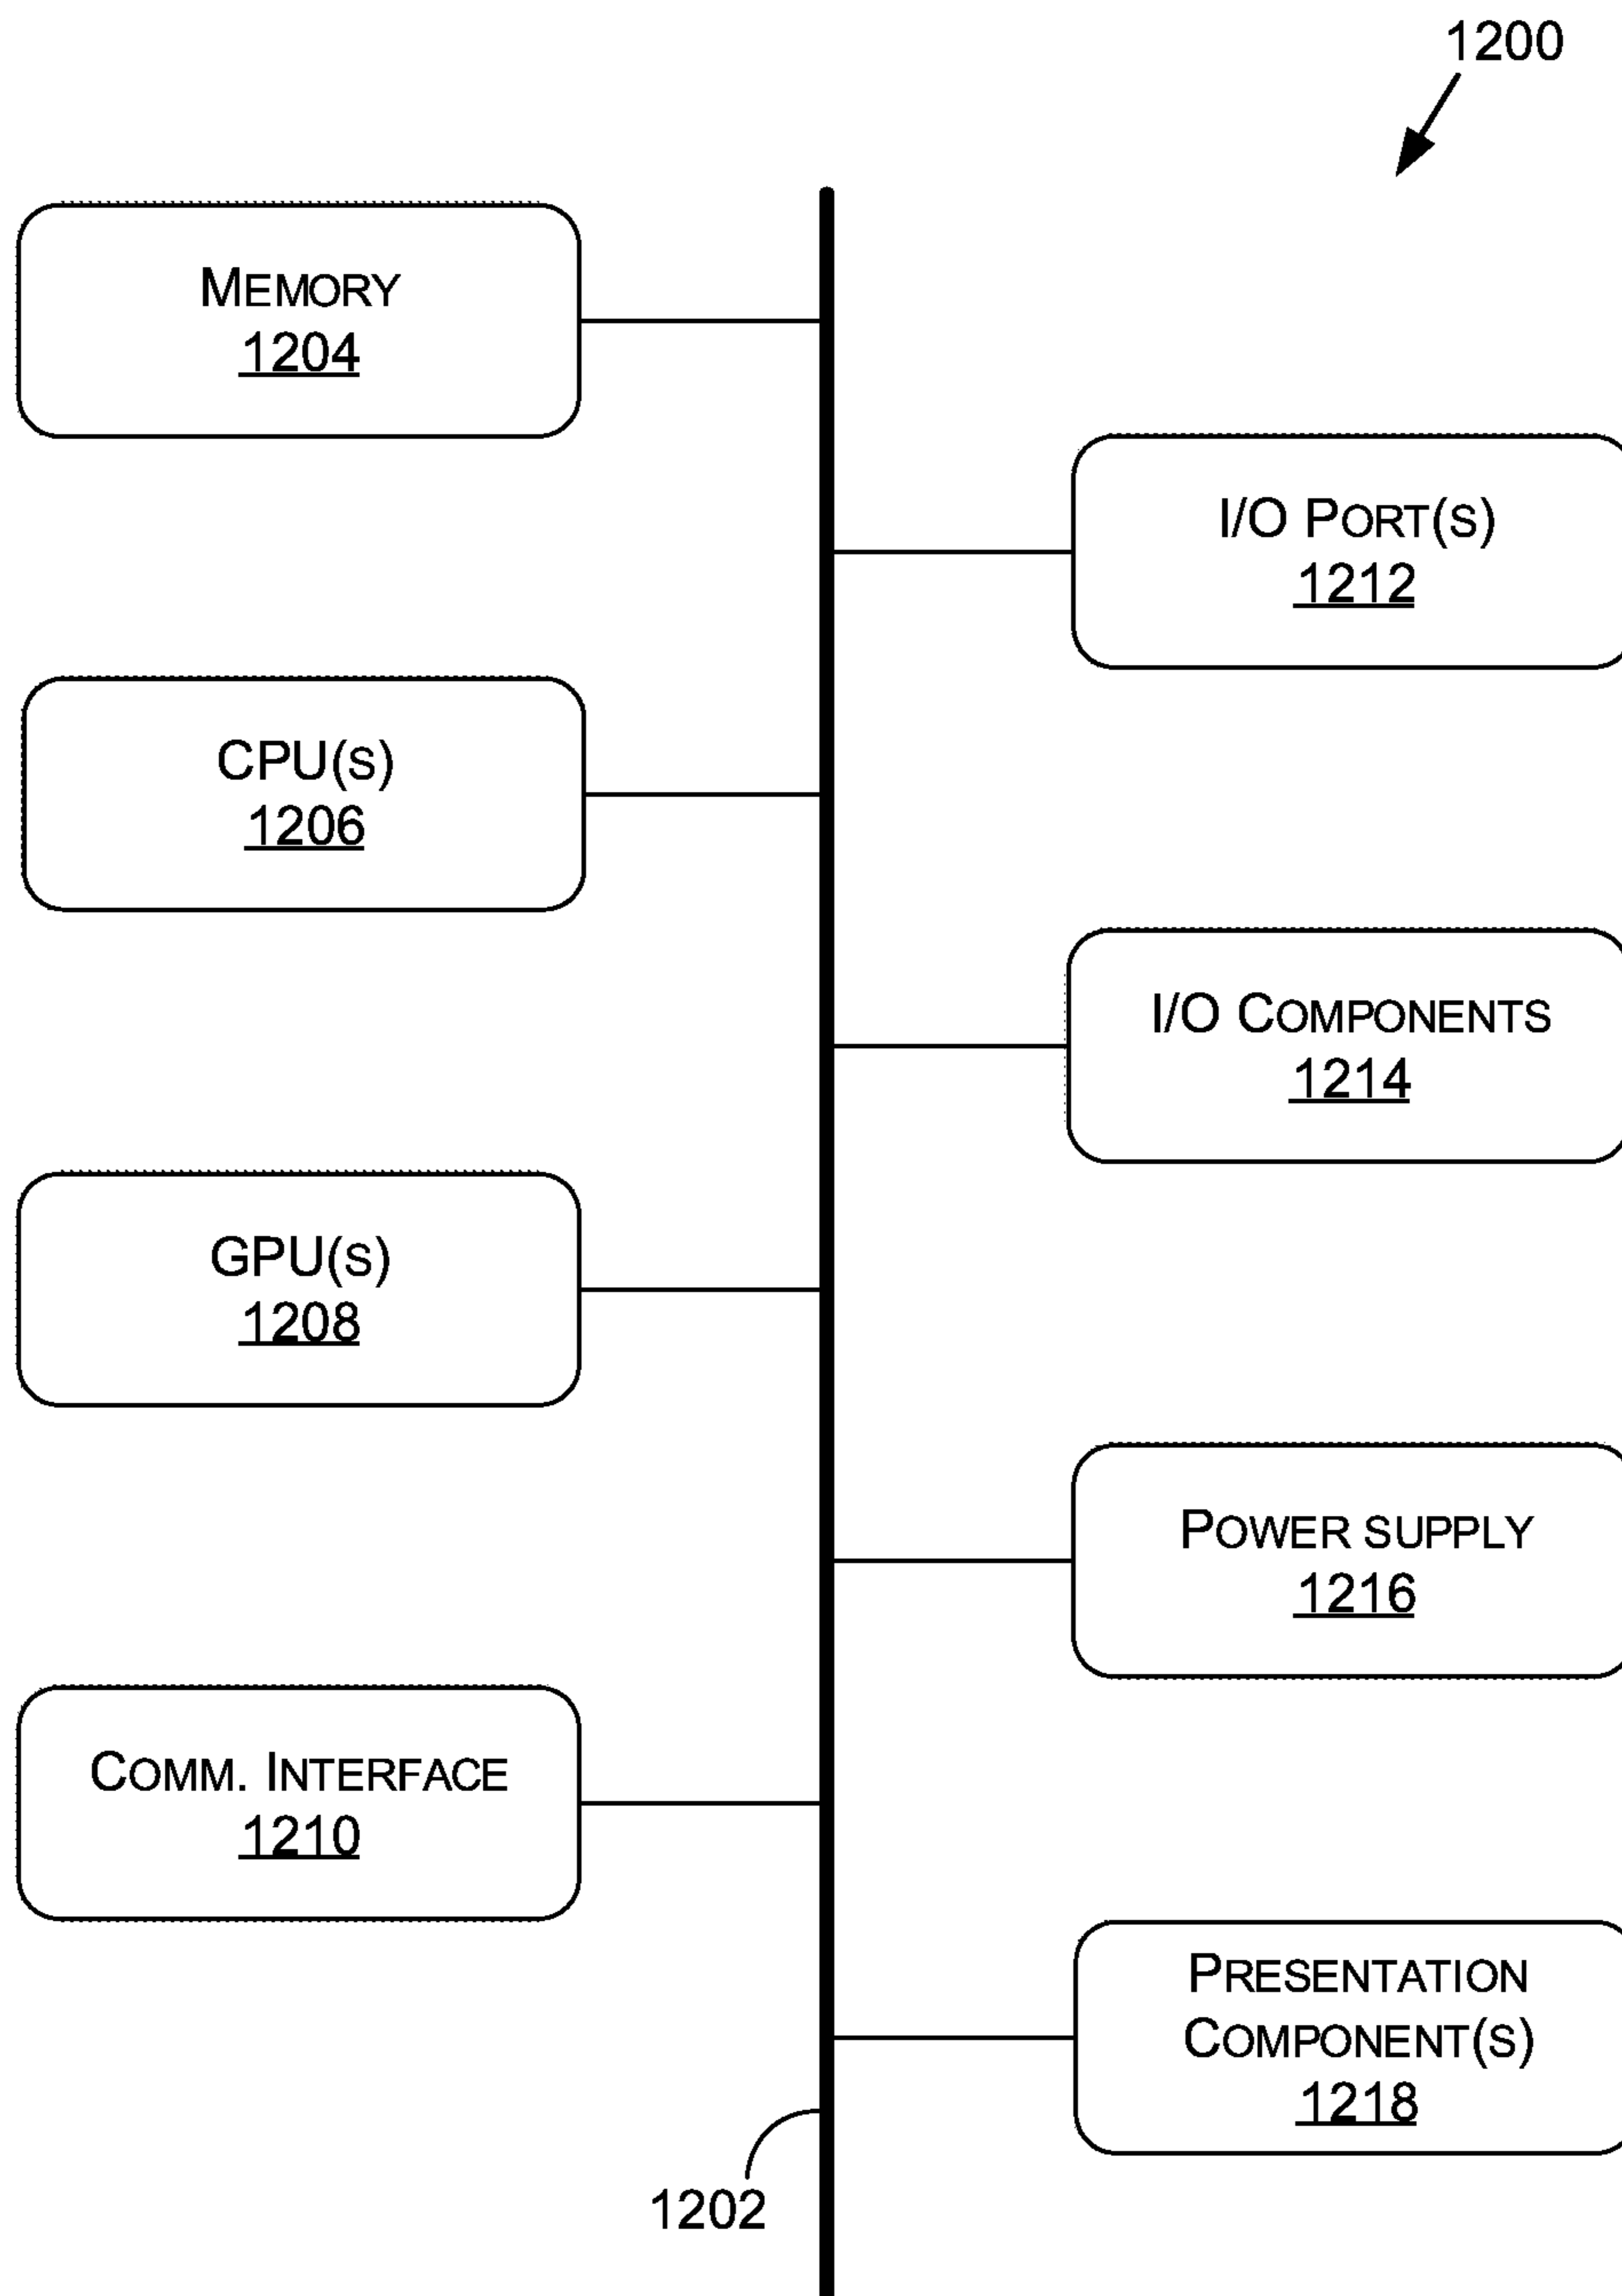 1200
MEMORY
1204
I/O PORT(S)
1212
CPU(S)
1206
I/O COMPONENTS
1214
GPU(S)
1208
POWER SUPPLY
1216
COMM. INTERFACE
1210
PRESENTATION
COMPONENT(S)
1218
1202